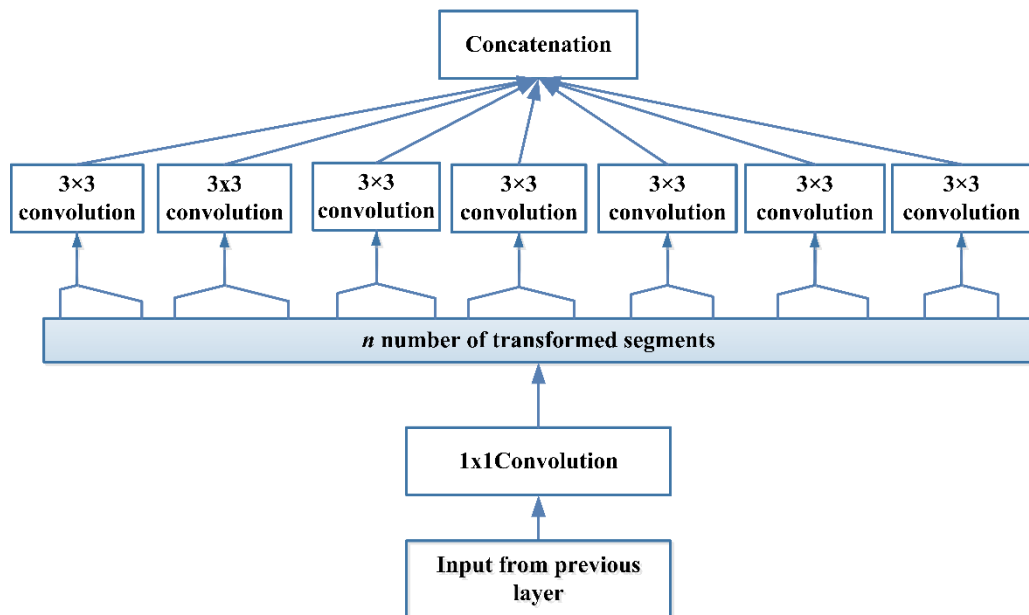 Concatenation
3×3
convolution
3x3
convolution
3×3
convolution
3×3
convolution
3×3
convolution
3×3
convolution
3×3
convolution
n number of transformed segments
1x1Convolution
Input from previous
layer